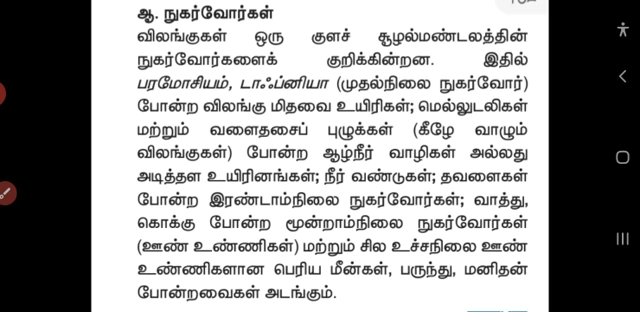 ஆ. நுகர்வோர்கள்
விலங்குகள் ஒரு குளச் சூழல்மண்டலத்தின்
நுகர்வோர்களைக் குறிக்கின்றன. இதில்
பரமோசியம், டாஃப்னியா (முதல்நிலை நுகர்வோர்)
போன்ற விலங்கு மிதவை உயிரிகள்; மெல்லுடலிகள்
மற்றும் வளைதசைப் புழுக்கள் (கீழே வாழும்
விலங்குகள்) போன்ற ஆழ்நீர் வாழிகள் அல்லது
அடித்தள உயிரினங்கள்; நீர் வண்டுகள்; தவளைகள்
போன்ற இரண்டாம்நிலை நுகர்வோர்கள்; வாத்து,
கொக்கு போன்ற மூன்றாம்நிலை நுகர்வோர்கள்
(ஊண் உண்ணிகள்) மற்றும் சில உச்சநிலை ஊண்
உண்ணிகளான பெரிய மீன்கள், பருந்து, மனிதன்
போன்றவைகள் அடங்கும்.